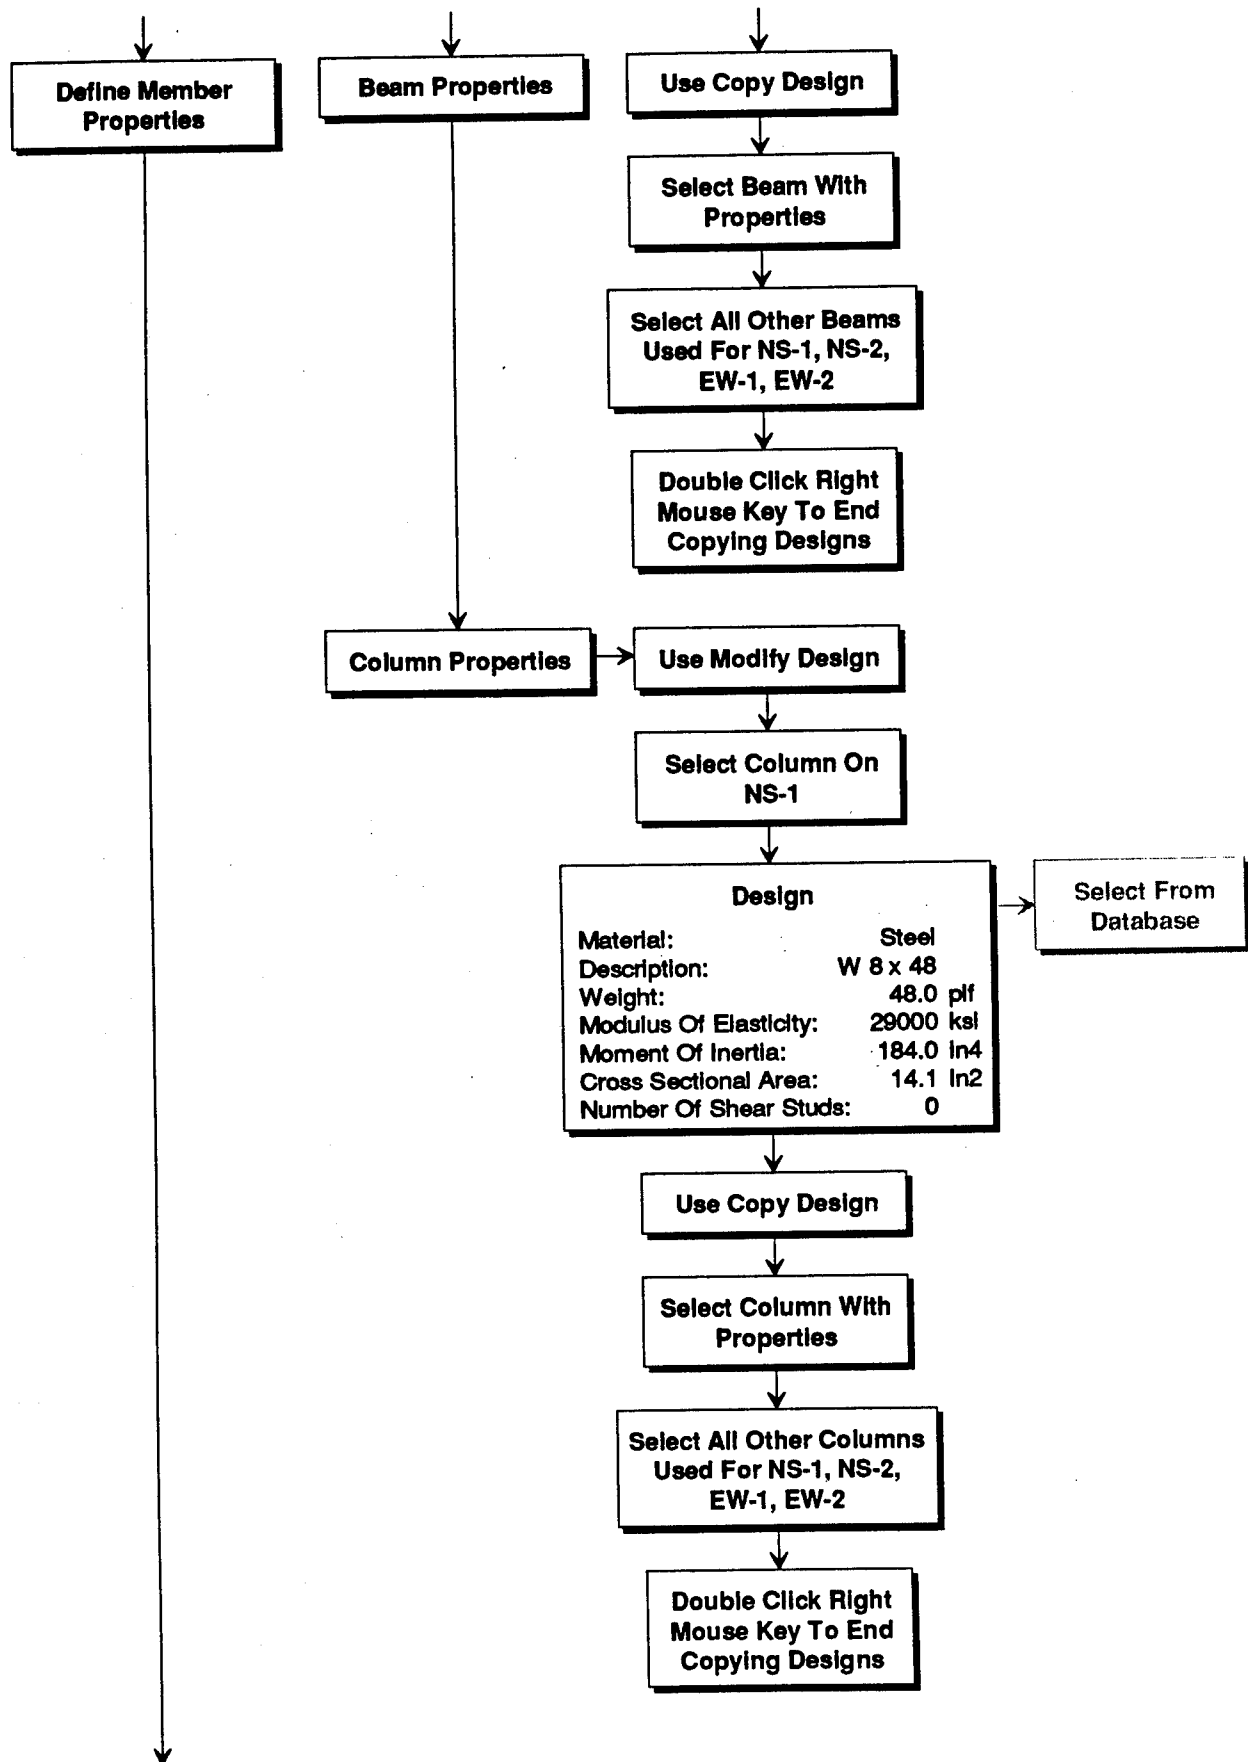 Define Member
Properties
Beam Properties
Use Copy Design
Select Beam With
Properties
Select All Other Beams
Used For NS-1, NS-2,
EW-1, EW-2
Double Click Right
Mouse Key To End
Copying Designs
Column Properties
Use Modify Design
Select Column On
NS-1
Design
Material: Steel
Description: W 8 x 48
Weight: 48.0 plf
Modulus Of Elasticity: 29000 ksi
Moment Of Inertia: 184.0 in4
Cross Sectional Area: 14.1 in2
Number Of Shear Studs: 0
Select From
Database
Use Copy Design
Select Column With
Properties
Select All Other Columns
Used For NS-1, NS-2,
EW-1, EW-2
Double Click Right
Mouse Key To End
Copying Designs